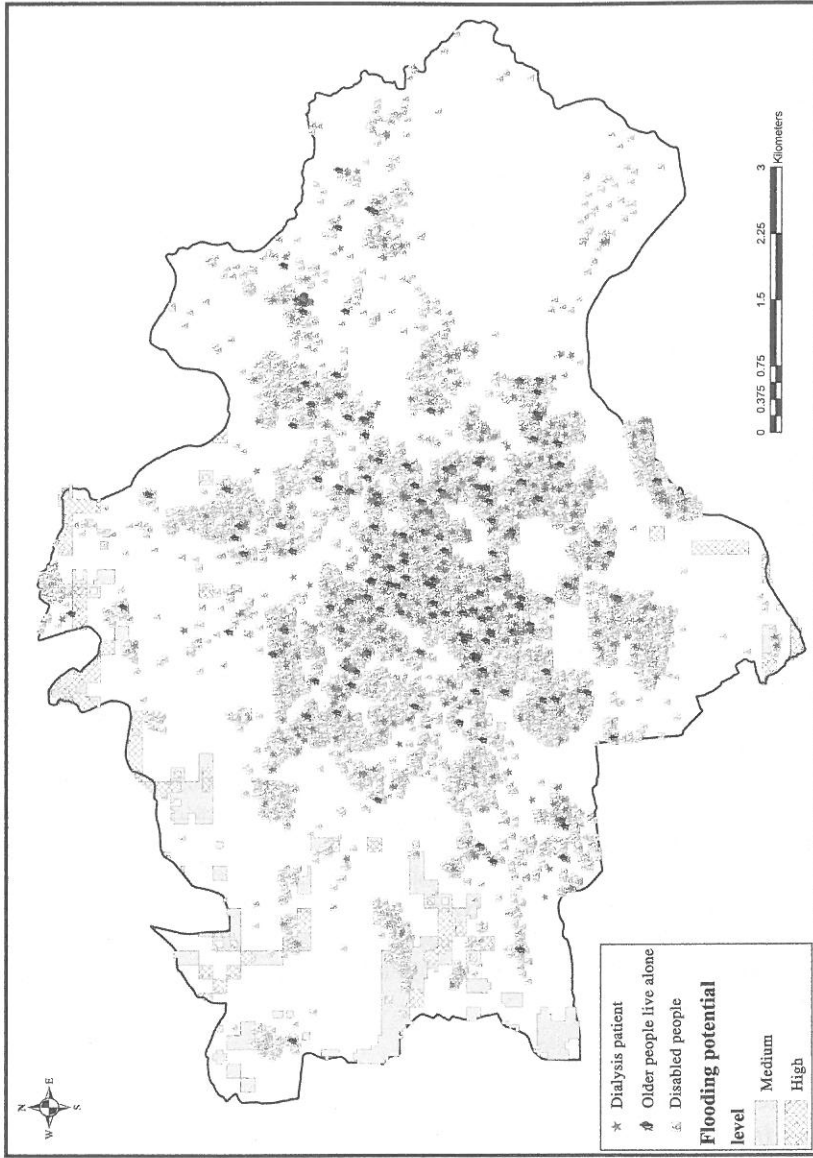 N
W E
S
Dialysis patient
Older people live alone
Disabled people
Flooding potential
level
Medium
High
0 0.375 0.75 1.5 2.25 3
Kilometers